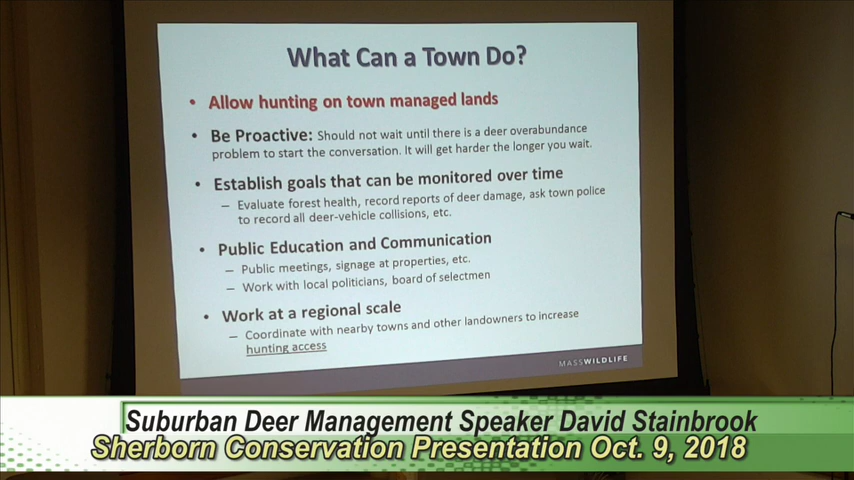 What Can a Town Do?
• Allow hunting on town managed lands
• Be Proactive: Should not wait until there is a deer overabundance
problem to start the conversation. It will get harder the longer you wait.
• Establish goals that can be monitored over time
– Evaluate forest health, record reports of deer damage, ask town police
to record all deer-vehicle collisions, etc.
• Public Education and Communication
– Public meetings, signage at properties, etc.
– Work with local politicians, board of selectmen
• Work at a regional scale
– Coordinate with nearby towns and other landowners to increase
hunting access
MASSWILDLIFE
Suburban Deer Management Speaker David Stainbrook
Sherborn Conservation Presentation Oct. 9, 2018